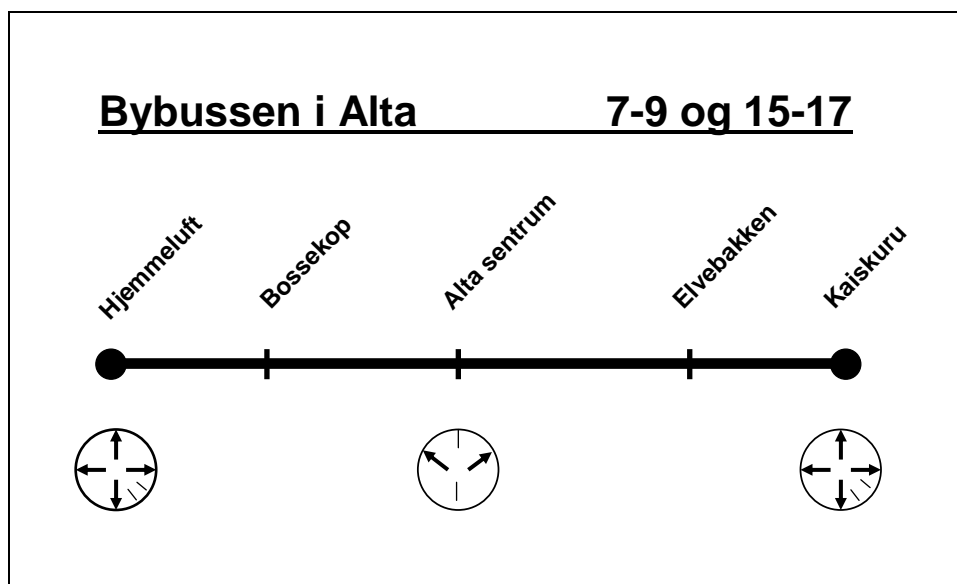 Bybussen i Alta 7-9 og 15-17
Hjemmeluft
Bossekop
Alta sentrum
Elvebakken
Kaiskuru